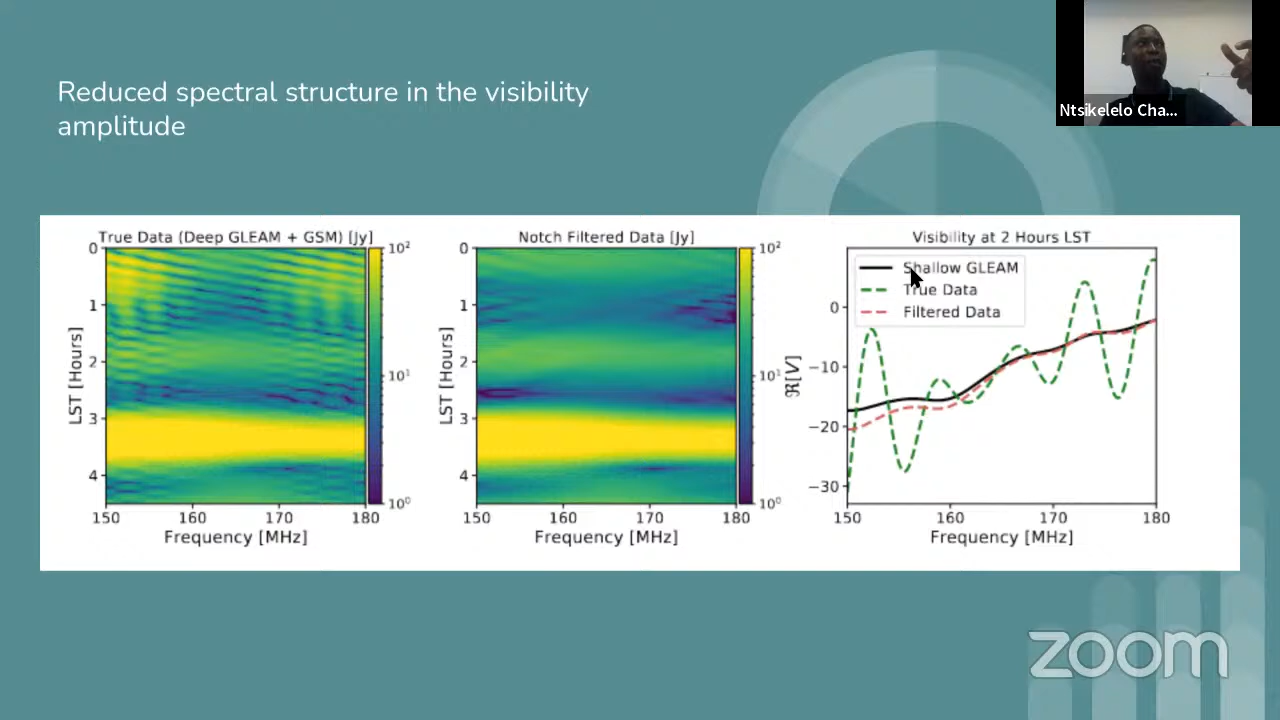 Reduced spectral structure in the visibility
amplitude
Ntsikelelo Cha...
True Data (Deep GLEAM + GSM) [Jy]
0
1
2
3
4
LST [Hours]
150
160
170
180
Frequency [MHz]
10²
10¹
10⁰
Notch Filtered Data [Jy]
0
1
2
3
4
LST [Hours]
150
160
170
180
Frequency [MHz]
10²
10¹
10⁰
Visibility at 2 Hours LST
Shallow GLEAM
True Data
Filtered Data
0
−10
−20
−30
ℜ[V]
150
160
170
180
Frequency [MHz]
zoom